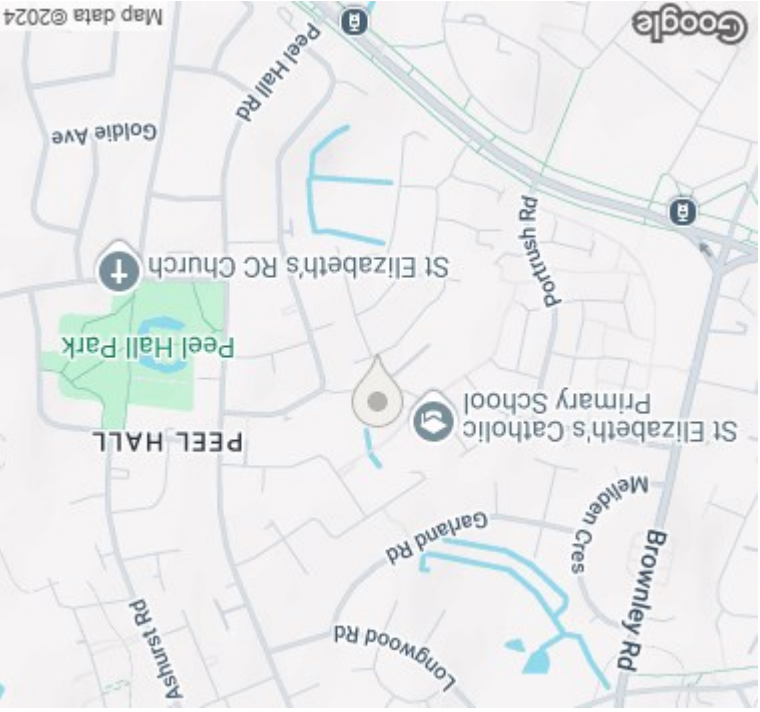 Brownley Rd
Longwood Rd
Ashurst Rd
Meliden Cres
Garland Rd
St Elizabeth's Catholic
Primary School
PEEL HALL
Peel Hall Park
St Elizabeth's RC Church
Portrush Rd
Goldie Ave
Peel Hall Rd
Google
Map data ©2024